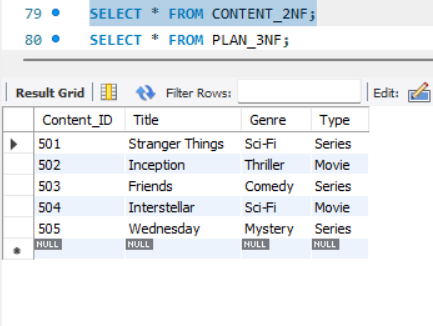 79 SELECT * FROM CONTENT_2NF;
80 SELECT * FROM PLAN_3NF;
Result Grid Filter Rows: Edit:
Content_ID Title Genre Type
501 Stranger Things Sci-Fi Series
502 Inception Thriller Movie
503 Friends Comedy Series
504 Interstellar Sci-Fi Movie
505 Wednesday Mystery Series
NULL NULL NULL NULL